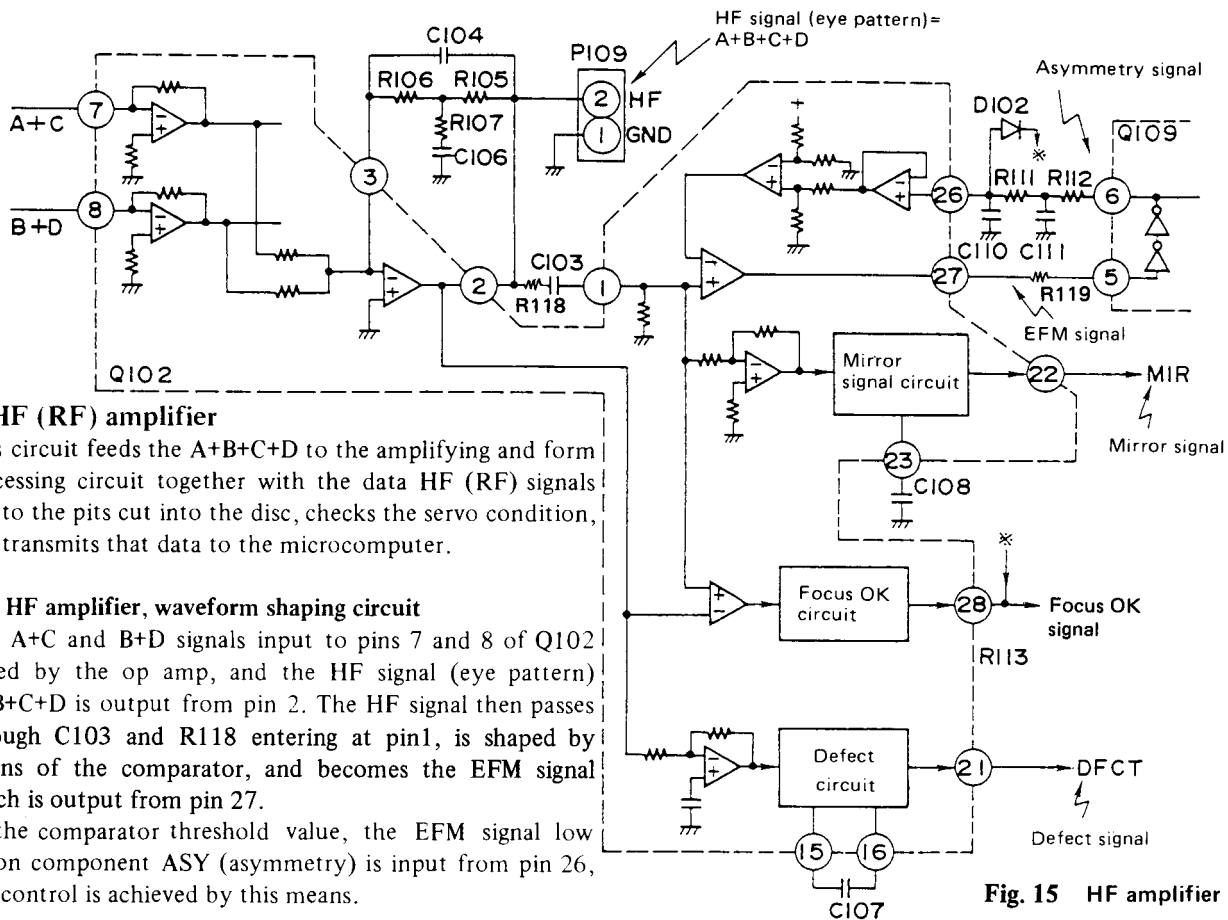 HF signal (eye pattern)=
A+B+C+D
C104
P109
R106
R105
2
HF
1
GND
R107
C106
Asymmetry signal
D102
※
Q109
7
A+C
3
26
R111
R112
6
8
B+D
C110
C111
C103
2
R118
1
27
R119
5
EFM signal
Q102
Mirror
signal circuit
22
MIR
Mirror signal
23
C108
HF (RF) amplifier
s circuit feeds the A+B+C+D to the amplifying and form
cessing circuit together with the data HF (RF) signals
to the pits cut into the disc, checks the servo condition,
transmits that data to the microcomputer.
HF amplifier, waveform shaping circuit
A+C and B+D signals input to pins 7 and 8 of Q102
ed by the op amp, and the HF signal (eye pattern)
B+C+D is output from pin 2. The HF signal then passes
ough C103 and R118 entering at pin1, is shaped by
ns of the comparator, and becomes the EFM signal
ch is output from pin 27.
the comparator threshold value, the EFM signal low
on component ASY (asymmetry) is input from pin 26,
control is achieved by this means.
※
Focus OK
circuit
28
Focus OK
signal
R113
Defect
circuit
21
DFCT
Defect signal
15
16
C107
Fig. 15 HF amplifier